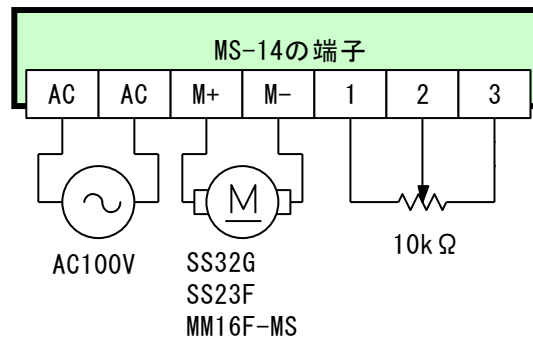 MS-14の端子
AC AC M+ M- 1 2 3
M
AC100V
10kΩ
SS32G
SS23F
MM16F-MS